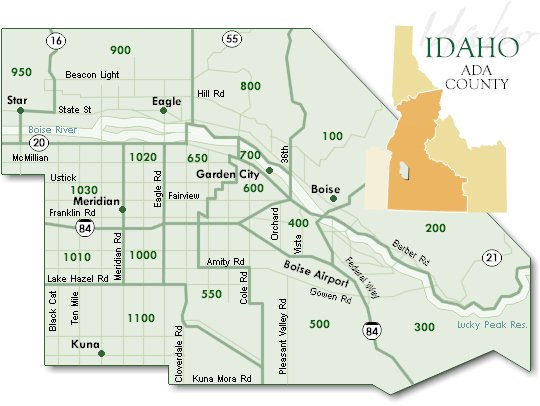 Idaho
IDAHO
ADA
COUNTY
16
55
900
950
Beacon Light
800
Hill Rd
Star
State St
Eagle
Boise River
100
20
McMillian
1020
650
700
36th
Garden City
Ustick
1030
Eagle Rd
Fairview
600
Boise
Meridian
Franklin Rd
84
Orchard
400
Vista
200
Barber Rd
21
Meridian Rd
1010
1000
Amity Rd
Boise Airport
Federal Way
Lake Hazel Rd
550
Cole Rd
Gowen Rd
Black Cat
Ten Mile
1100
Pleasant Valley Rd
500
84
300
Lucky Peak Res.
Kuna
Cloverdale Rd
Kuna Mora Rd